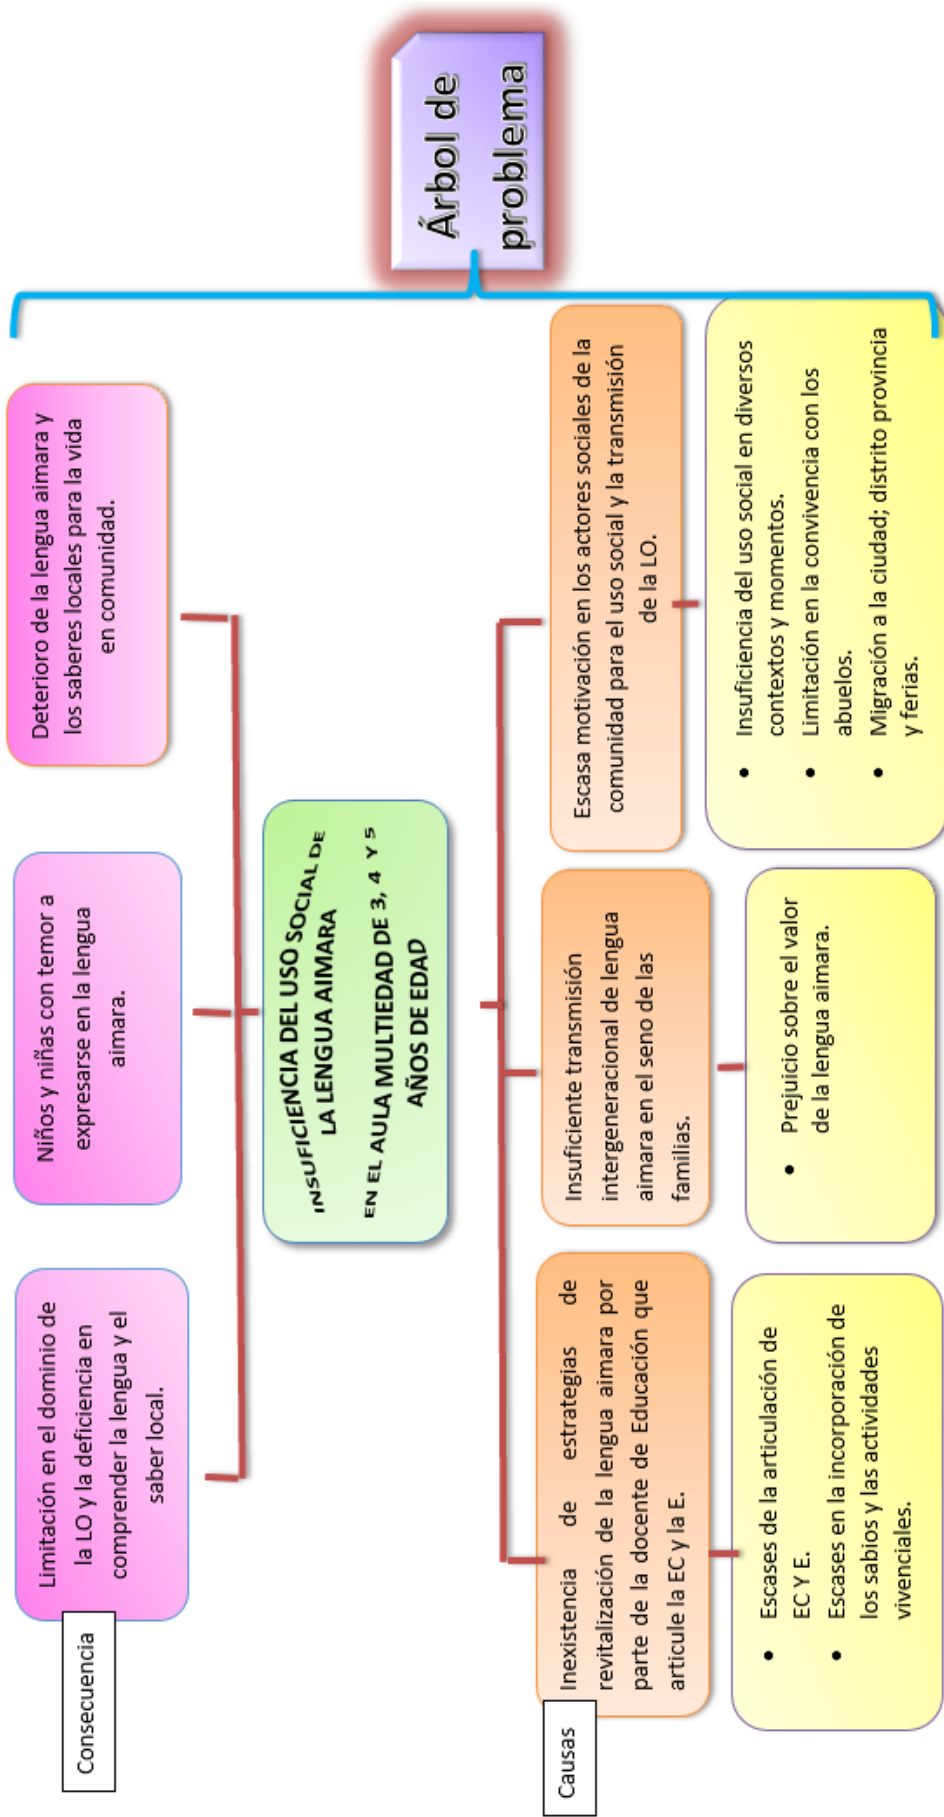 Árbol de
problema
Consecuencia
Limitación en el dominio de
la LO y la deficiencia en
comprender la lengua y el
saber local.
Niños y niñas con temor a
expresarse en la lengua
aimara.
Deterioro de la lengua aimara y
los saberes locales para la vida
en comunidad.
INSUFICIENCIA DEL USO SOCIAL DE
LA LENGUA AIMARA
EN EL AULA MULTIEDAD DE 3, 4 Y 5
AÑOS DE EDAD
Causas
Inexistencia de estrategias de
revitalización de la lengua aimara por
parte de la docente de Educación que
articule la EC y la E.
Insuficiente transmisión
intergeneracional de lengua
aimara en el seno de las
familias.
Escasa motivación en los actores sociales de la
comunidad para el uso social y la transmisión
de la LO.
• Escases de la articulación de
EC Y E.
• Escases en la incorporación de
los sabios y las actividades
vivenciales.
• Prejuicio sobre el valor
de la lengua aimara.
• Insuficiencia del uso social en diversos
contextos y momentos.
• Limitación en la convivencia con los
abuelos.
• Migración a la ciudad; distrito provincia
y ferias.